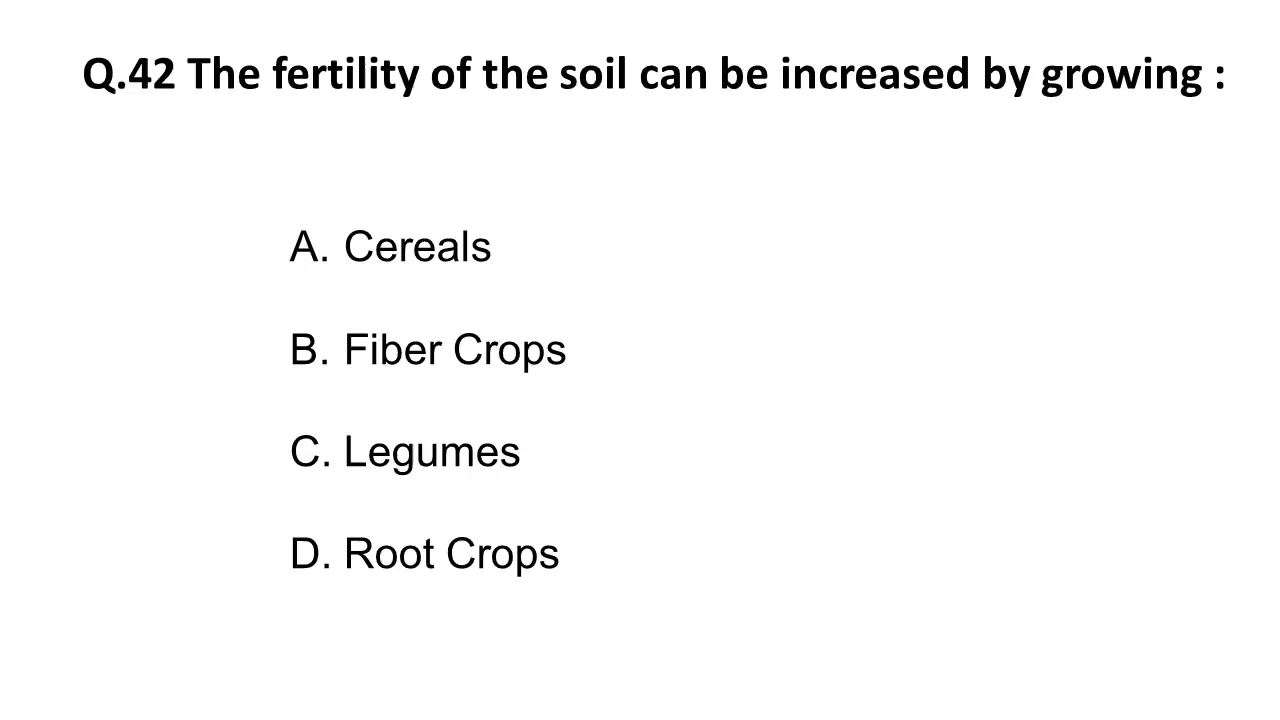 Q.42 The fertility of the soil can be increased by growing :
A. Cereals
B. Fiber Crops
C. Legumes
D. Root Crops